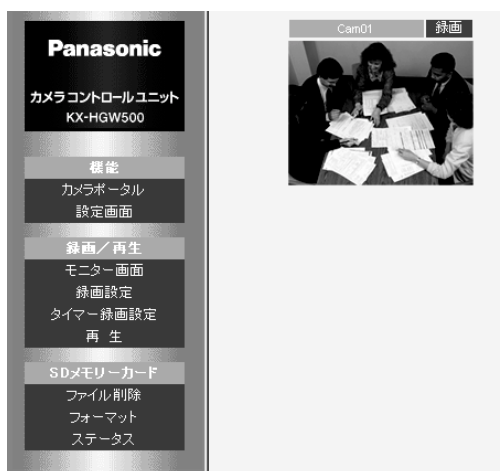 Panasonic
カメラコントロールユニット
KX-HGW500
機能
カメラポータル
設定画面
録画／再生
モニター画面
録画設定
タイマー録画設定
再 生
SDメモリーカード
ファイル削除
フォーマット
ステータス
Cam01
録画